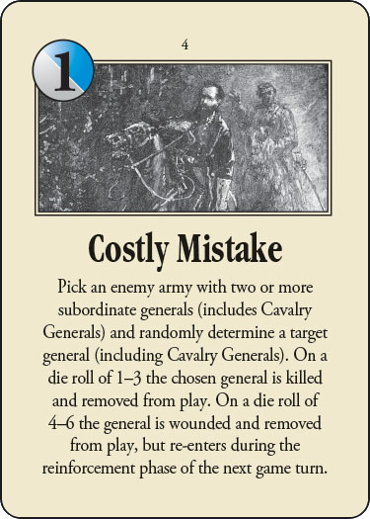 4
1
Costly Mistake
Pick an enemy army with two or more
subordinate generals (includes Cavalry
Generals) and randomly determine a target
general (including Cavalry Generals). On a
die roll of 1–3 the chosen general is killed
and removed from play. On a die roll of
4–6 the general is wounded and removed
from play, but re-enters during the
reinforcement phase of the next game turn.